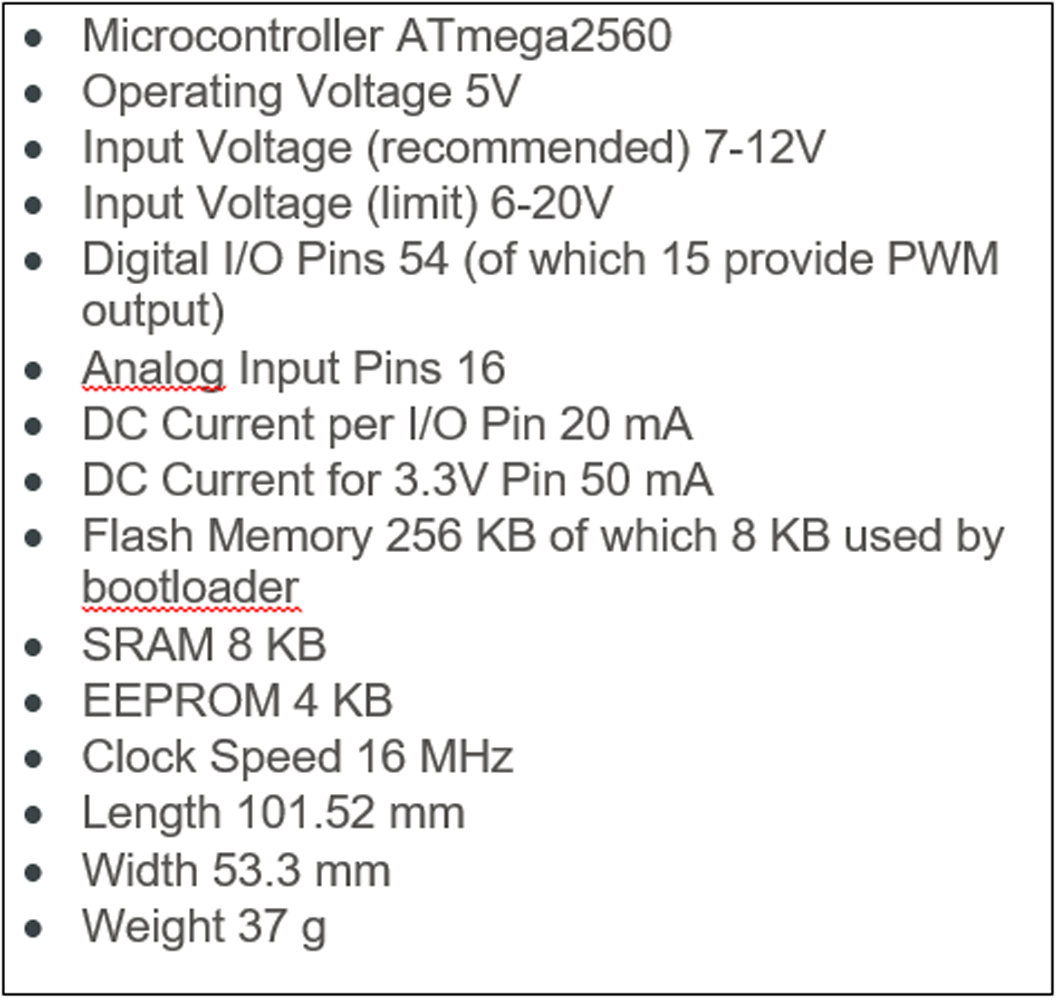 • Microcontroller ATmega2560
• Operating Voltage 5V
• Input Voltage (recommended) 7-12V
• Input Voltage (limit) 6-20V
• Digital I/O Pins 54 (of which 15 provide PWM
output)
• Analog Input Pins 16
• DC Current per I/O Pin 20 mA
• DC Current for 3.3V Pin 50 mA
• Flash Memory 256 KB of which 8 KB used by
bootloader
• SRAM 8 KB
• EEPROM 4 KB
• Clock Speed 16 MHz
• Length 101.52 mm
• Width 53.3 mm
• Weight 37 g